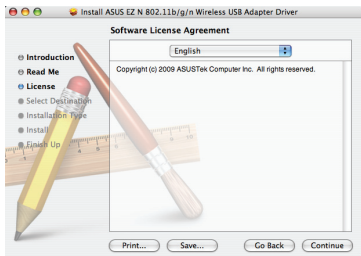 Install ASUS EZ N 802.11b/g/n Wireless USB Adapter Driver
Software License Agreement
Introduction
Read Me
License
Select Destination
Installation Type
Install
Finish Up
English
Copyright (c) 2009 ASUSTek Computer Inc. All rights reserved.
Print...
Save...
Go Back
Continue